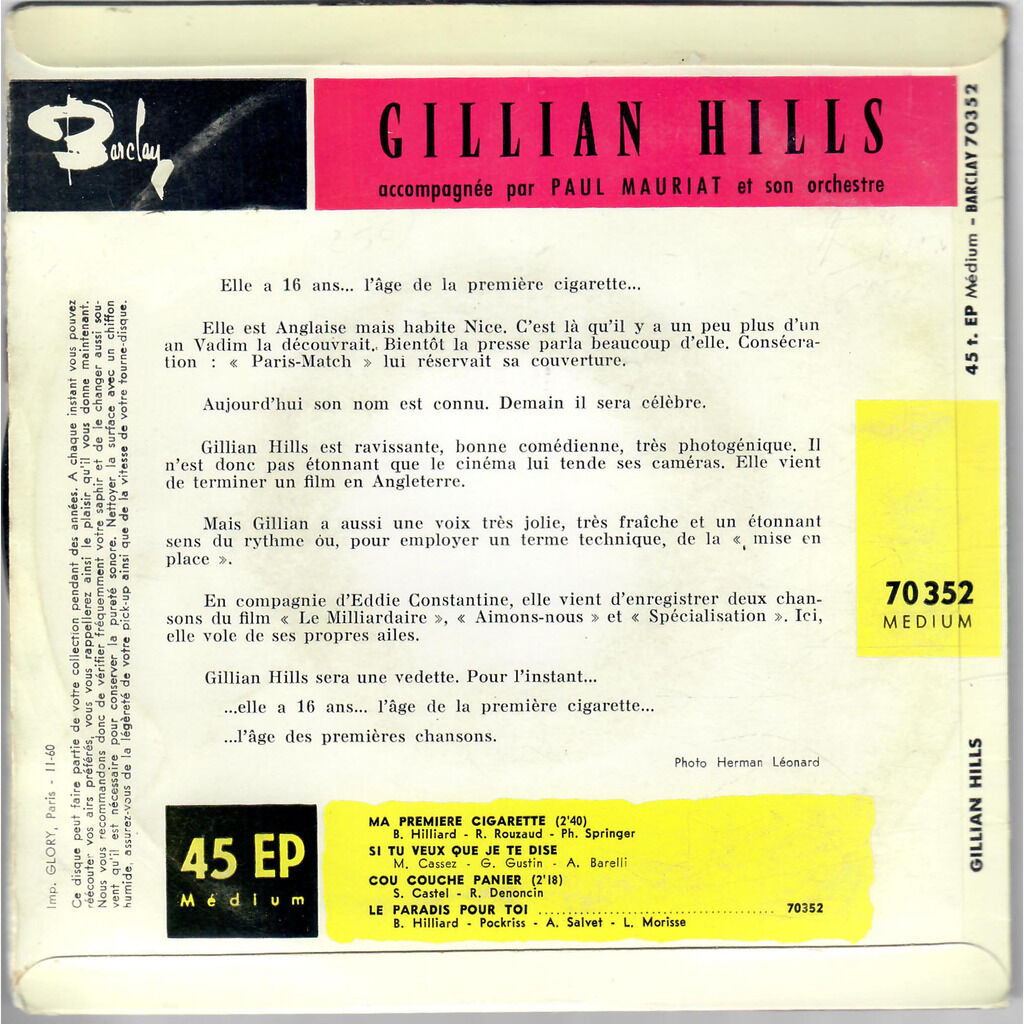 Barclay
GILLIAN HILLS
accompagnée par PAUL MAURIAT et son orchestre
45 t. EP Médium - BARCLAY 70352
Elle a 16 ans... l'âge de la première cigarette...
Elle est Anglaise mais habite Nice. C'est là qu'il y a un peu plus d'un
an Vadim la découvrait. Bientôt la presse parla beaucoup d'elle. Consécra-
tion : « Paris-Match » lui réservait sa couverture.
Aujourd'hui son nom est connu. Demain il sera célèbre.
Gillian Hills est ravissante, bonne comédienne, très photogénique. Il
n'est donc pas étonnant que le cinéma lui tende ses caméras. Elle vient
de terminer un film en Angleterre.
Mais Gillian a aussi une voix très jolie, très fraîche et un étonnant
sens du rythme ou, pour employer un terme technique, de la « mise en
place ».
En compagnie d'Eddie Constantine, elle vient d'enregistrer deux chan-
sons du film « Le Milliardaire », « Aimons-nous » et « Spécialisation ». Ici,
elle vole de ses propres ailes.
Gillian Hills sera une vedette. Pour l'instant...
...elle a 16 ans... l'âge de la première cigarette...
...l'âge des premières chansons.
Photo Herman Léonard
70352
MEDIUM
GILLIAN HILLS
Imp. GLORY, Paris - 11-60
Ce disque peut faire partie de votre collection pendant des années. A chaque instant vous pouvez
réécouter vos airs préférés, vous vous rappellerez ainsi le plaisir qu'il vous donne maintenant.
Nous vous recommandons donc de vérifier fréquemment votre saphir et de le changer aussi sou-
vent qu'il est nécessaire pour conserver la pureté sonore. Nettoyer la surface avec un chiffon
humide, assurez-vous de la légèreté de votre pick-up ainsi que de la vitesse de votre tourne-disque.
45 EP
Médium
MA PREMIERE CIGARETTE (2'40)
B. Hilliard - R. Rouzaud - Ph. Springer
SI TU VEUX QUE JE TE DISE
M. Cassez - G. Gustin - A. Barelli
COU COUCHE PANIER (2'18)
S. Castel - R. Denoncin
LE PARADIS POUR TOI ........................................ 70352
B. Hilliard - Pockriss - A. Salvet - L. Morisse